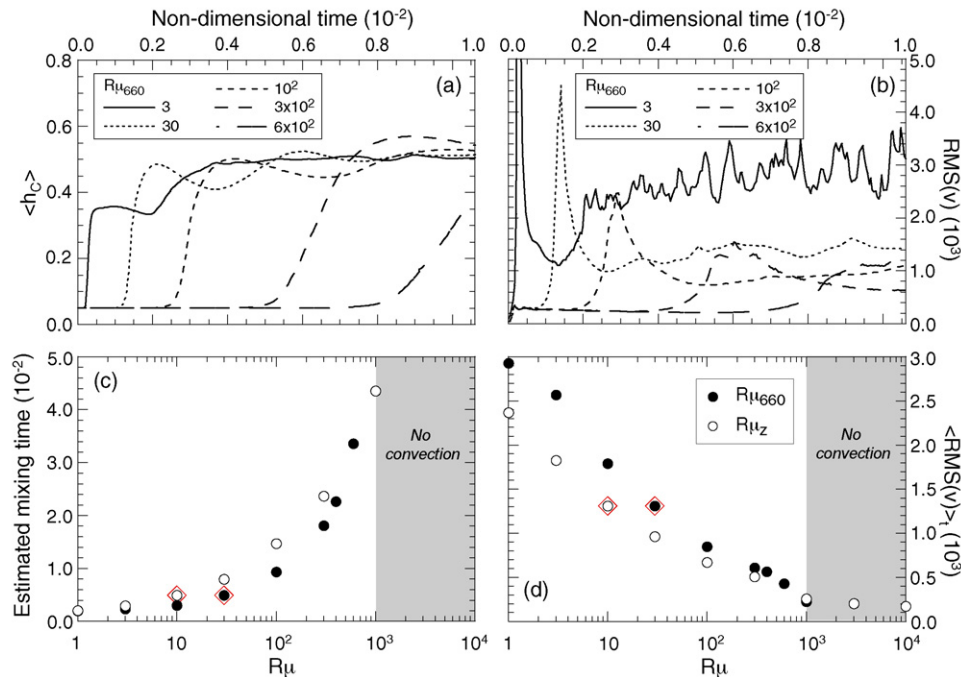 Non-dimensional time (10⁻²)
0.0 0.2 0.4 0.6 0.8 1.0
Non-dimensional time (10⁻²)
0.0 0.2 0.4 0.6 0.8 1.0
0.8
0.6
0.4
0.2
0.0
<h_C>
Rμ₆₆₀
3
30
10²
3x10²
6x10²
(a)
Rμ₆₆₀
3
30
10²
3x10²
6x10²
(b)
5.0
4.0
3.0
2.0
1.0
0.0
RMS(v) (10³)
5.0
4.0
3.0
2.0
1.0
0.0
Estimated mixing time (10⁻²)
(c)
No
convection
1 10 10² 10³ 10⁴
Rμ
Rμ₆₆₀
Rμ_Z
No
convection
(d)
3.0
2.5
2.0
1.5
1.0
0.5
0.0
<RMS(v)>_t (10³)
1 10 10² 10³ 10⁴
Rμ